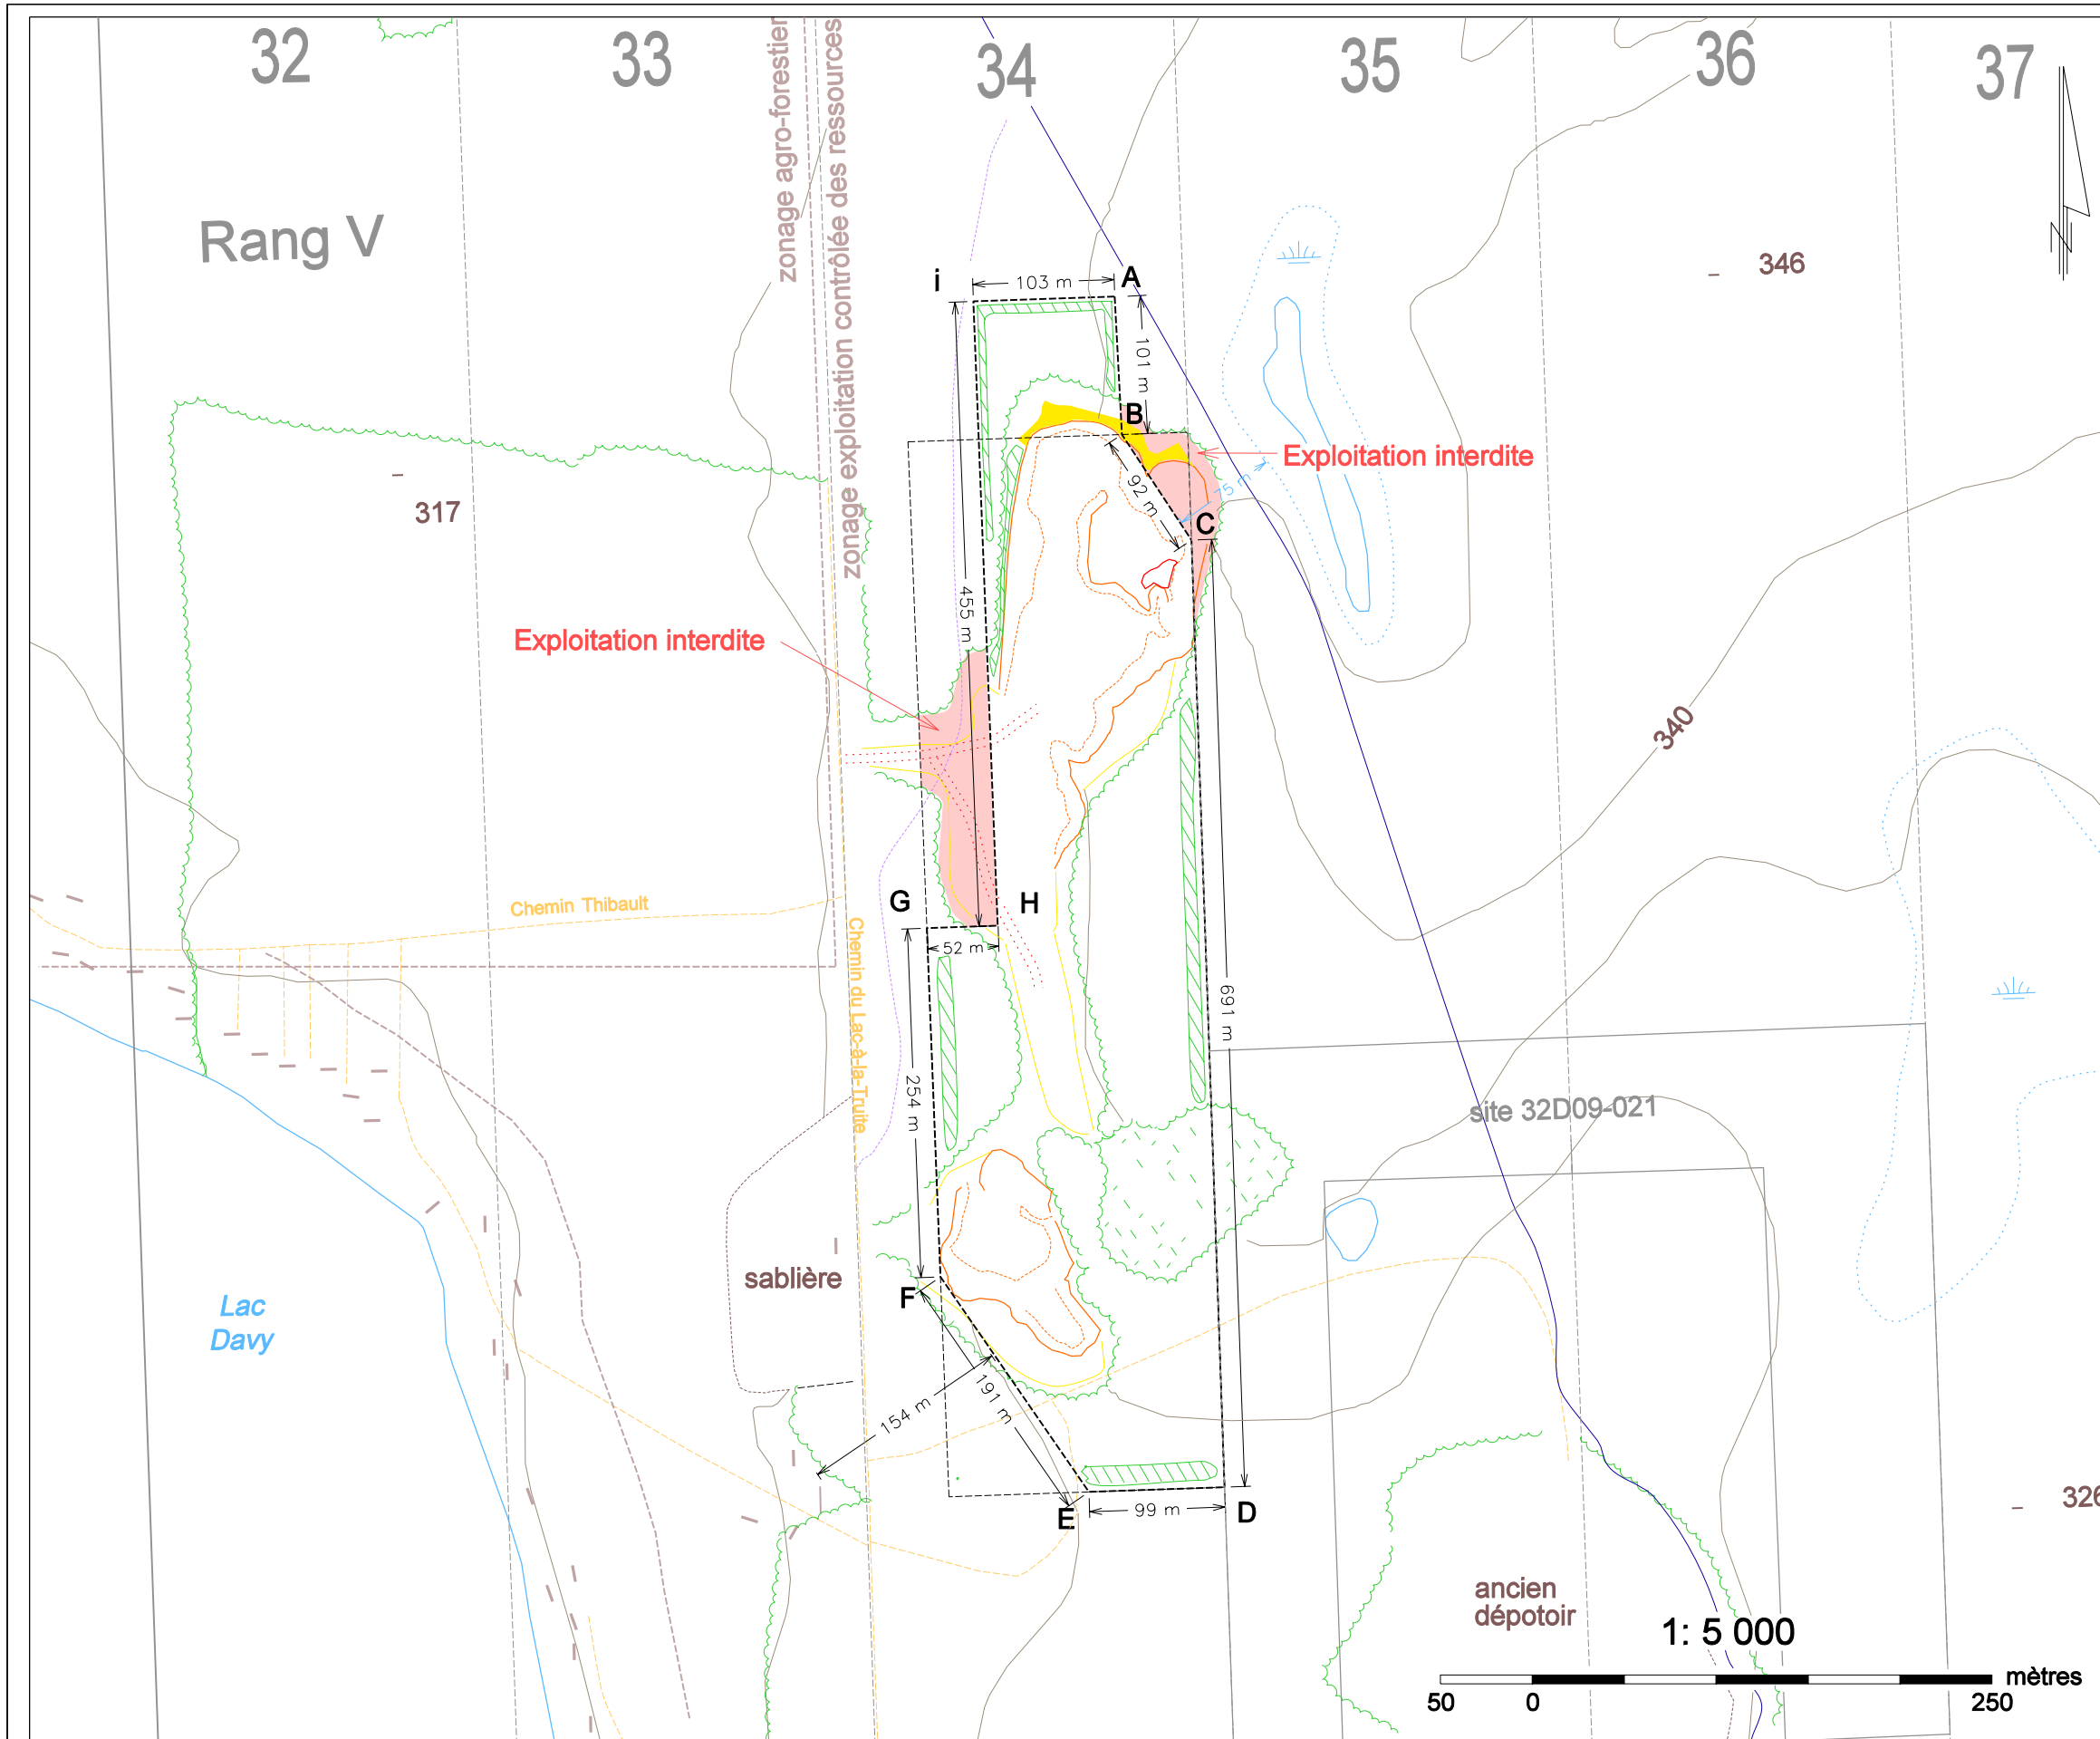 32
33
34
35
36
37
zonage agro-forestier
zonage exploitation contrôlée des ressources
Rang V
N
346
i
A
103 m
101 m
B
Exploitation interdite
75 m
92 m
C
317
455 m
Exploitation interdite
340
G
H
Chemin Thibault
Chemin du Lac-à-la-Truite
52 m
691 m
254 m
site 32D09-021
sablière
F
Lac
Davy
191 m
154 m
326
E
99 m
D
ancien
dépotoir
1: 5 000
mètres
50
0
250